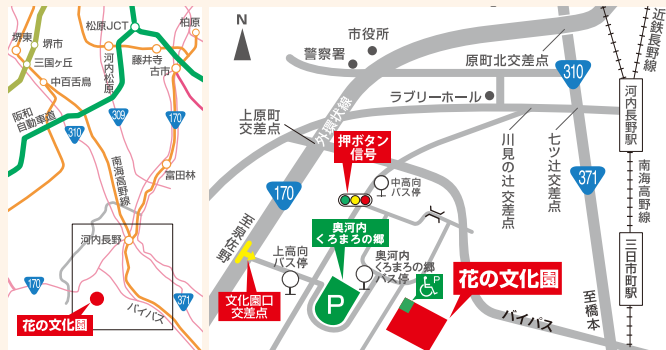 柏原
松原JCT
堺東
堺市
三国ヶ丘
中百舌鳥
河内松原
藤井寺
古市
阪和
自動車道
310
309
170
南海高野線
富田林
河内長野
170
371
バイパス
花の文化園
N
市役所
警察署
原町北交差点
310
近鉄長野線
ラブリーホール
上原町
交差点
外環状線
河内長野駅
押ボタン
信号
川見の辻 交差点
七ツ辻 交差点
中高向
バス停
371
南海高野線
170
至泉佐野
奥河内
くろまろの郷
上高向
バス停
奥河内
くろまろの郷
バス停
三日市町駅
P
P
花の文化園
文化園口
交差点
バイパス
至橋本